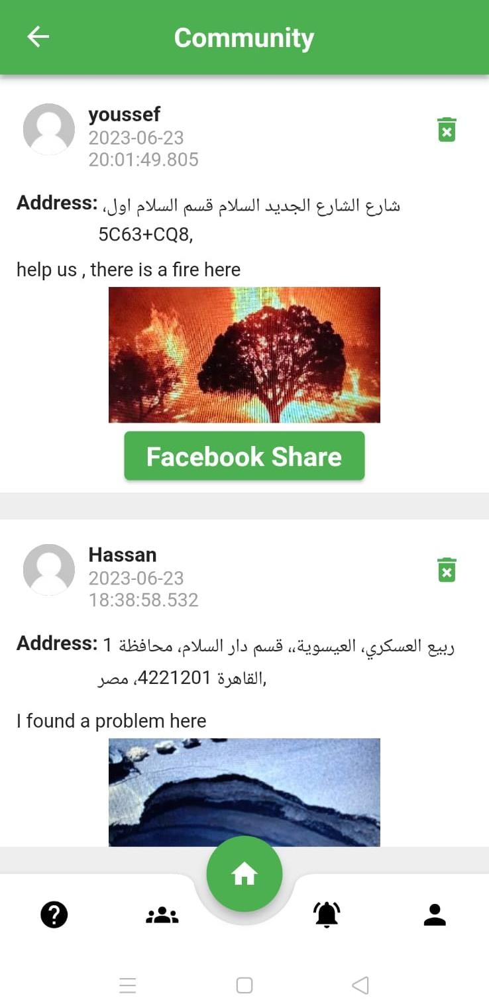 Community
youssef
2023-06-23
20:01:49.805
Address: شارع الشارع الجديد السلام قسم السلام اول،
5C63+CQ8,
help us , there is a fire here
Facebook Share
Hassan
2023-06-23
18:38:58.532
Address: 1 ربيع العسكري، العيسوية،، قسم دار السلام، محافظة
القاهرة 4221201، مصر,
I found a problem here